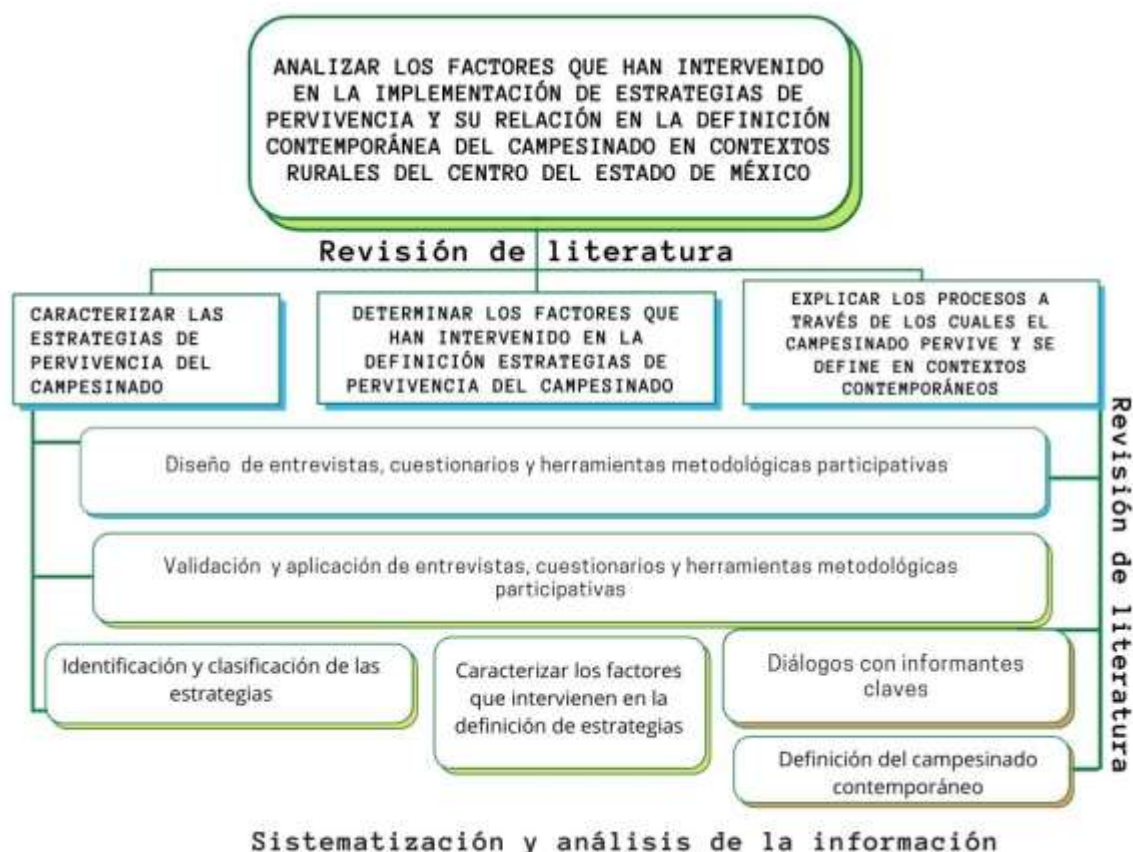 ANALIZAR LOS FACTORES QUE HAN INTERVENIDO
EN LA IMPLEMENTACIÓN DE ESTRATEGIAS DE
PERVIVENCIA Y SU RELACIÓN EN LA DEFINICIÓN
CONTEMPORÁNEA DEL CAMPESINADO EN CONTEXTOS
RURALES DEL CENTRO DEL ESTADO DE MÉXICO
Revisión de literatura
CARACTERIZAR LAS
ESTRATEGIAS DE
PERVIVENCIA DEL
CAMPESINADO
DETERMINAR LOS FACTORES QUE
HAN INTERVENIDO EN LA
DEFINICIÓN ESTRATEGIAS DE
PERVIVENCIA DEL CAMPESINADO
EXPLICAR LOS PROCESOS A
TRAVÉS DE LOS CUALES EL
CAMPESINADO PERVIVE Y SE
DEFINE EN CONTEXTOS
CONTEMPORÁNEOS
Revisión de literatura
Diseño de entrevistas, cuestionarios y herramientas metodológicas participativas
Validación y aplicación de entrevistas, cuestionarios y herramientas metodológicas
participativas
Identificación y clasificación de las
estrategias
Caracterizar los factores
que intervienen en la
definición de estrategias
Diálogos con informantes
claves
Definición del campesinado
contemporáneo
Sistematización y análisis de la información